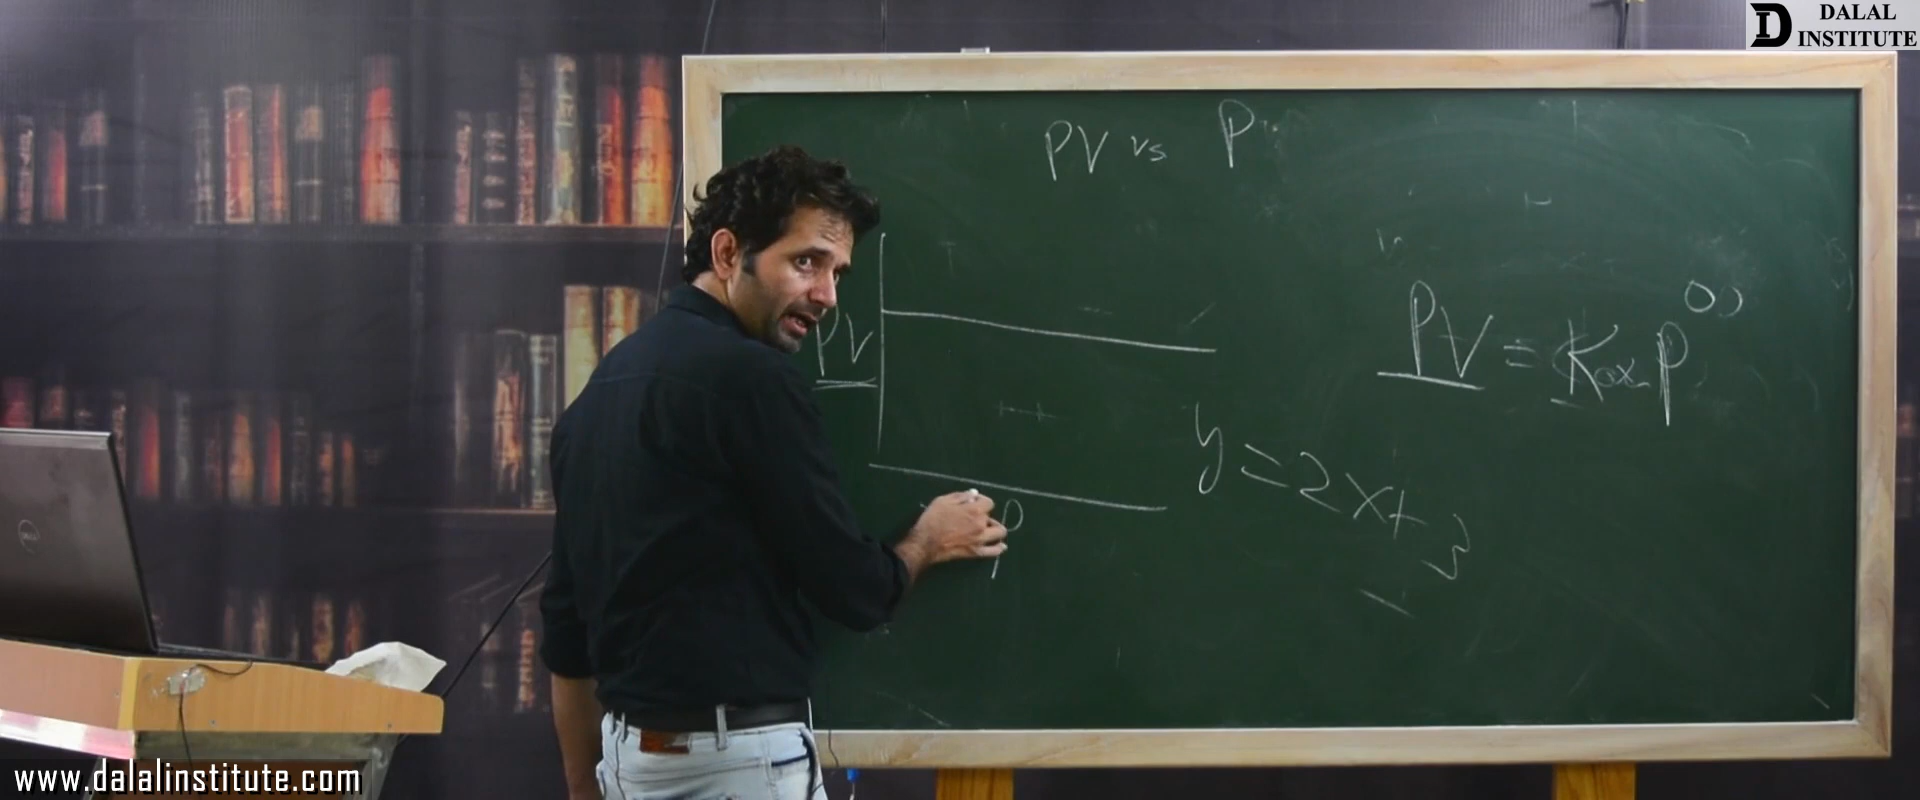 DALAL
INSTITUTE
PV vs P
PV
PV = K
P
y = 2x + 3
P
www.dalalinstitute.com